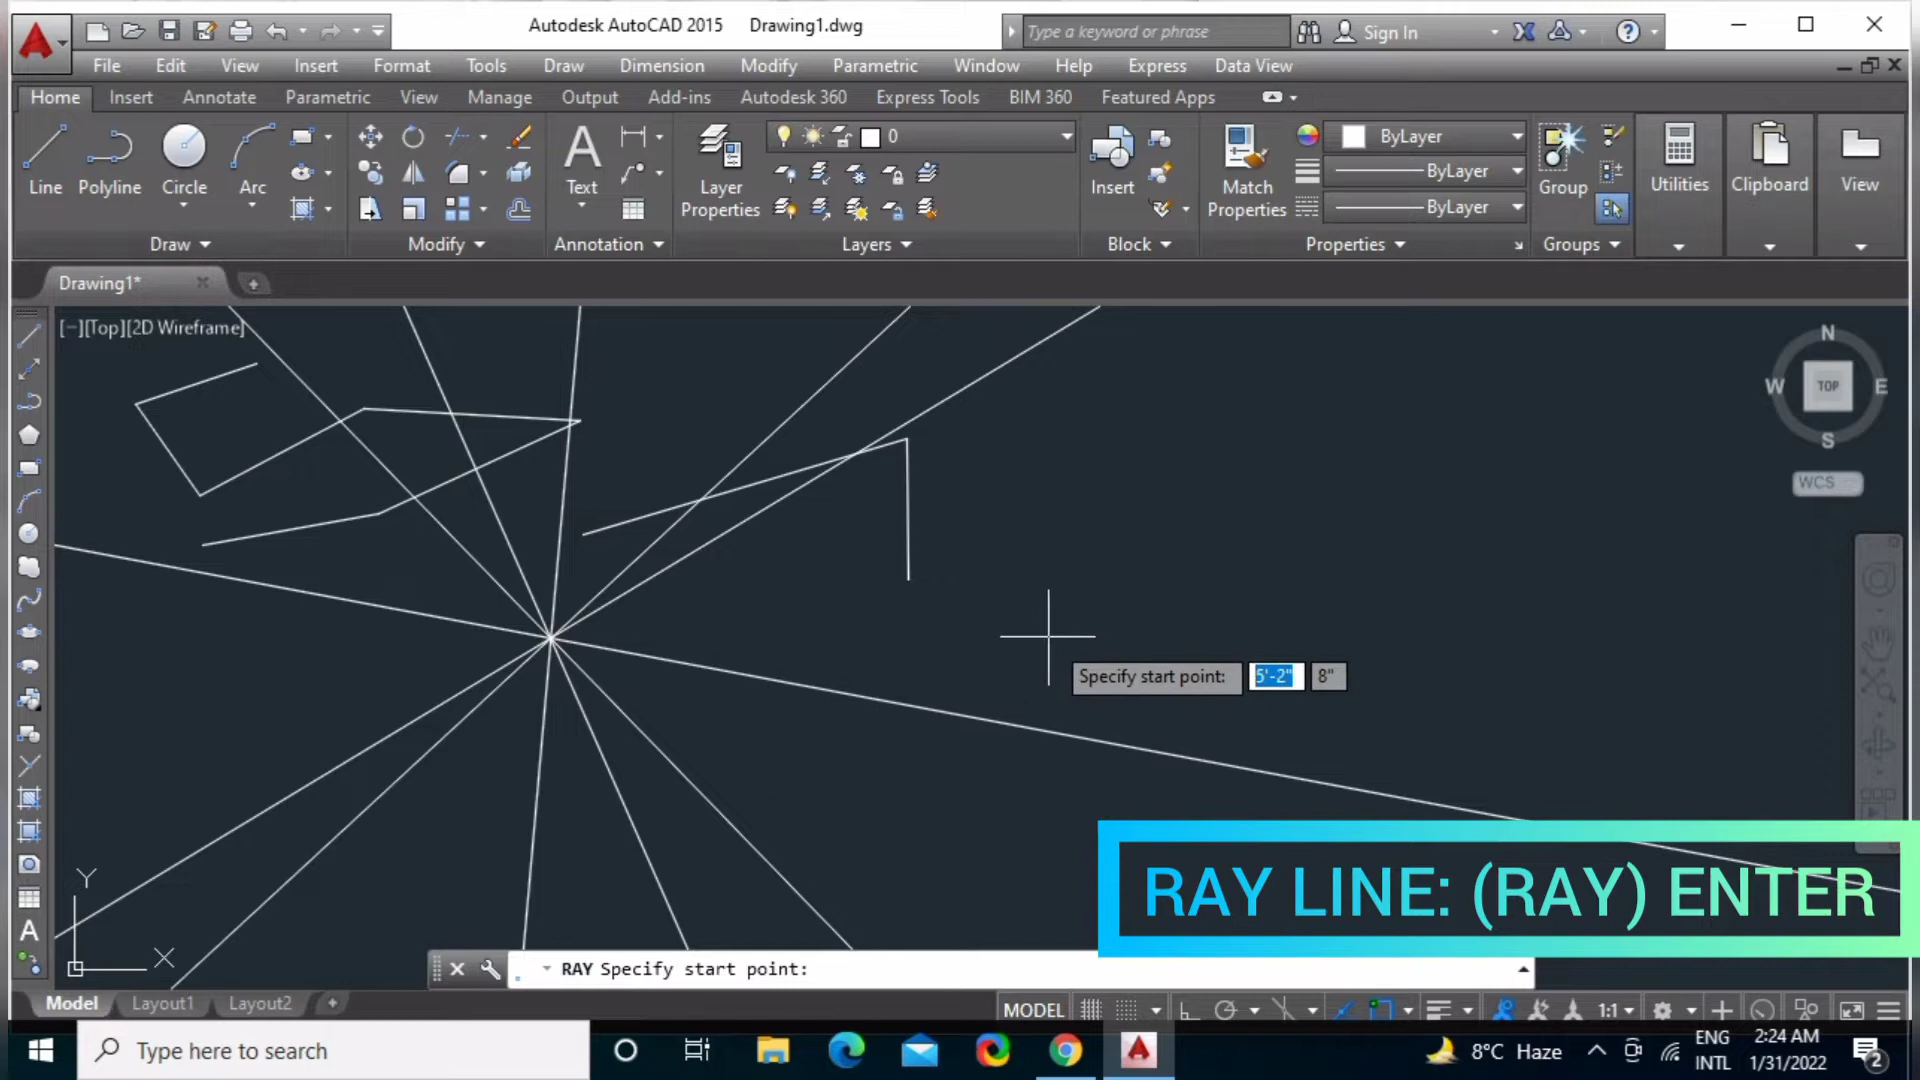 Autodesk AutoCAD 2015 Drawing1.dwg
Type a keyword or phrase
Sign In
File Edit View Insert Format Tools Draw Dimension Modify Parametric Window Help Express Data View
Home Insert Annotate Parametric View Manage Output Add-ins Autodesk 360 Express Tools BIM 360 Featured Apps
0
ByLayer
ByLayer
ByLayer
Line Polyline Circle Arc
Text
Layer
Properties
Insert
Match
Properties
Group
Utilities
Clipboard
View
Draw
Modify
Annotation
Layers
Block
Properties
Groups
Drawing1*
[−][Top][2D Wireframe]
N
W TOP E
S
WCS
Specify start point: 5'-2" 8"
RAY LINE: (RAY) ENTER
Y
X
A
RAY Specify start point:
Model Layout1 Layout2
MODEL
1:1
Type here to search
8°C Haze
ENG
INTL
2:24 AM
1/31/2022
2